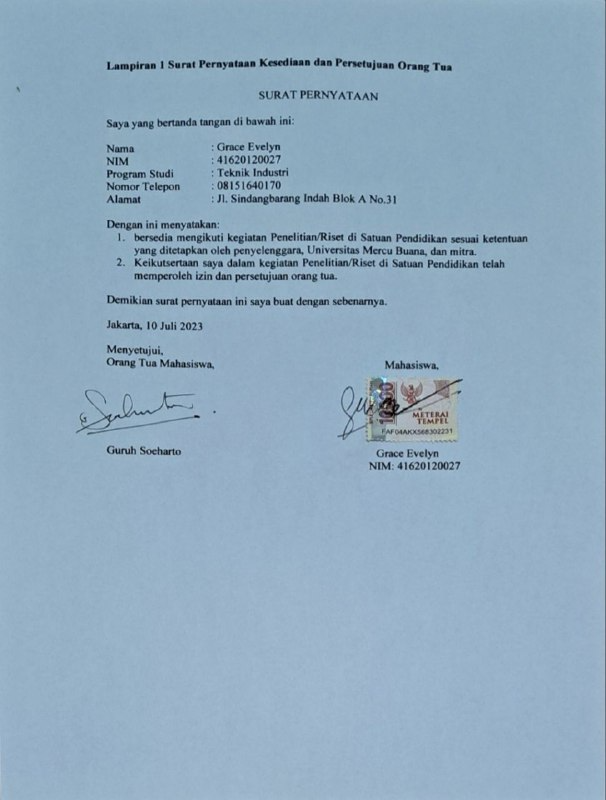 Lampiran 1 Surat Pernyataan Kesediaan dan Persetujuan Orang Tua
SURAT PERNYATAAN
Saya yang bertanda tangan di bawah ini:
Nama : Grace Evelyn
NIM : 41620120027
Program Studi : Teknik Industri
Nomor Telepon : 08151640170
Alamat : Jl. Sindangbarang Indah Blok A No.31
Dengan ini menyatakan:
1. bersedia mengikuti kegiatan Penelitian/Riset di Satuan Pendidikan sesuai ketentuan
yang ditetapkan oleh penyelenggara, Universitas Mercu Buana, dan mitra.
2. Keikutsertaan saya dalam kegiatan Penelitian/Riset di Satuan Pendidikan telah
memperoleh izin dan persetujuan orang tua.
Demikian surat pernyataan ini saya buat dengan sebenarnya.
Jakarta, 10 Juli 2023
Menyetujui,
Orang Tua Mahasiswa, Mahasiswa,
10000
METERAI
TEMPEL
FAF04AKX568302231
Guruh Soeharto Grace Evelyn
NIM: 41620120027